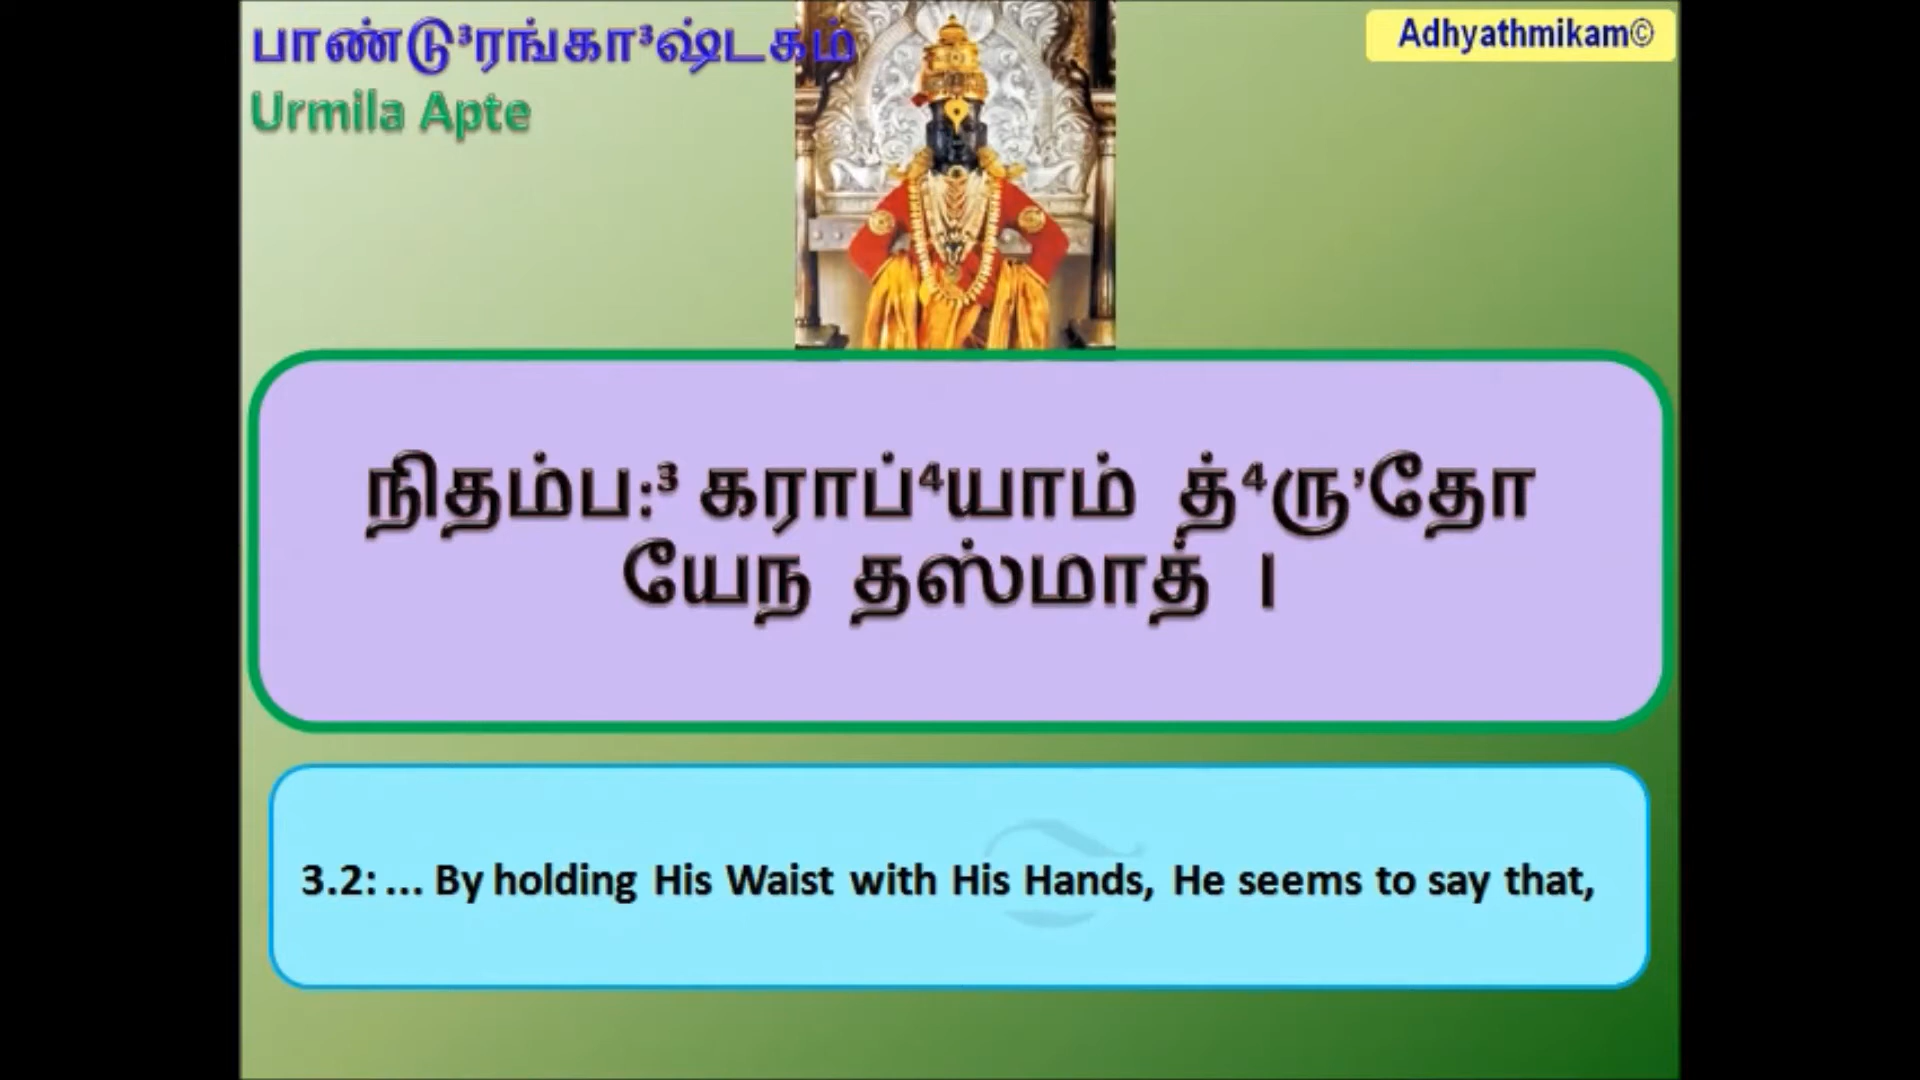 பாண்டு³ரங்கா³ஷ்டகம்
Adhyathmikam©
Urmila Apte
நிதம்ப:³ கராப்⁴யாம் த்⁴ரு’தோ
யேந தஸ்மாத் ।
3.2: ... By holding His Waist with His Hands, He seems to say that,